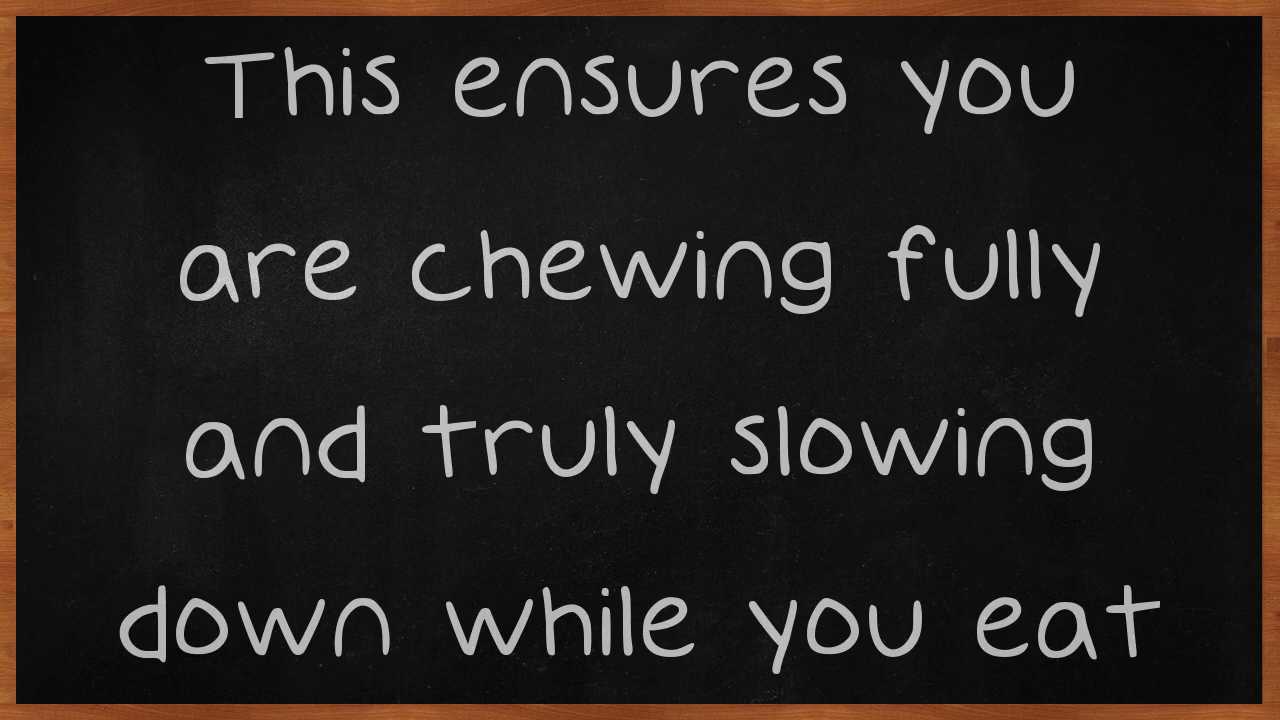 This ensures you
are chewing fully
and truly slowing
down while you eat